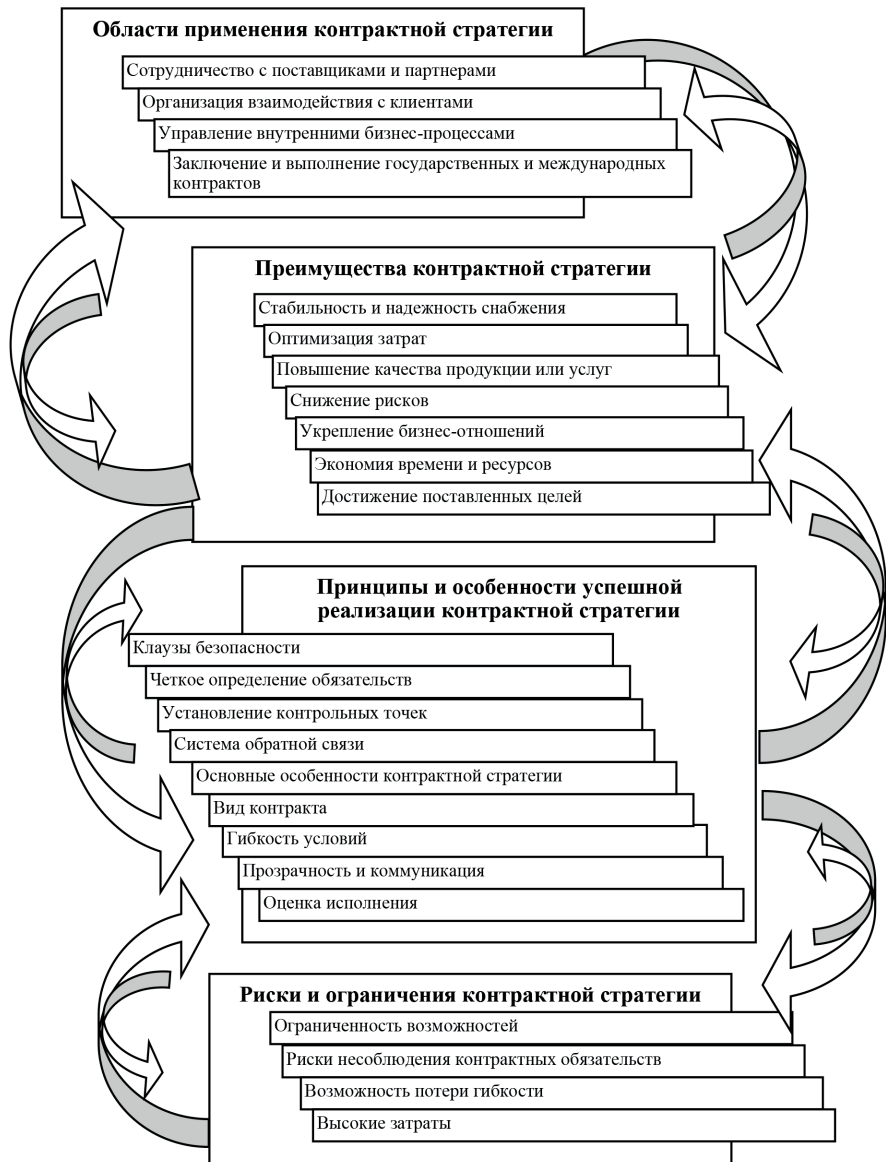 Области применения контрактной стратегии
Сотрудничество с поставщиками и партнерами
Организация взаимодействия с клиентами
Управление внутренними бизнес-процессами
Заключение и выполнение государственных и международных
контрактов
Преимущества контрактной стратегии
Стабильность и надежность снабжения
Оптимизация затрат
Повышение качества продукции или услуг
Снижение рисков
Укрепление бизнес-отношений
Экономия времени и ресурсов
Достижение поставленных целей
Принципы и особенности успешной
реализации контрактной стратегии
Клаузы безопасности
Четкое определение обязательств
Установление контрольных точек
Система обратной связи
Основные особенности контрактной стратегии
Вид контракта
Гибкость условий
Прозрачность и коммуникация
Оценка исполнения
Риски и ограничения контрактной стратегии
Ограниченность возможностей
Риски несоблюдения контрактных обязательств
Возможность потери гибкости
Высокие затраты